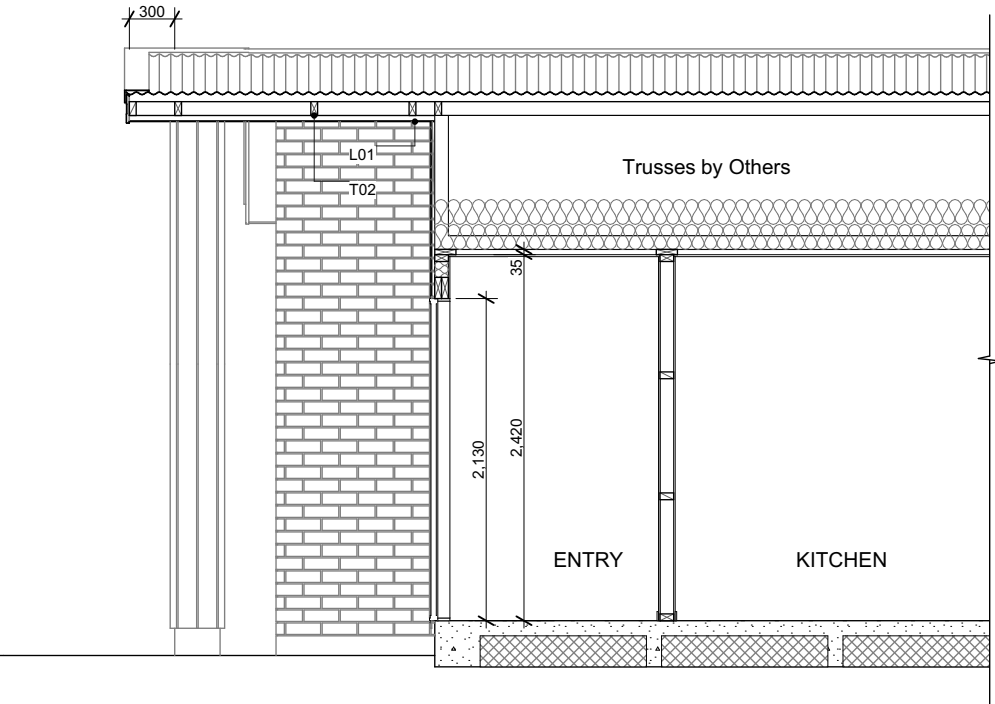 300
L01
T02
Trusses by Others
35
2,130
2,420
ENTRY
KITCHEN